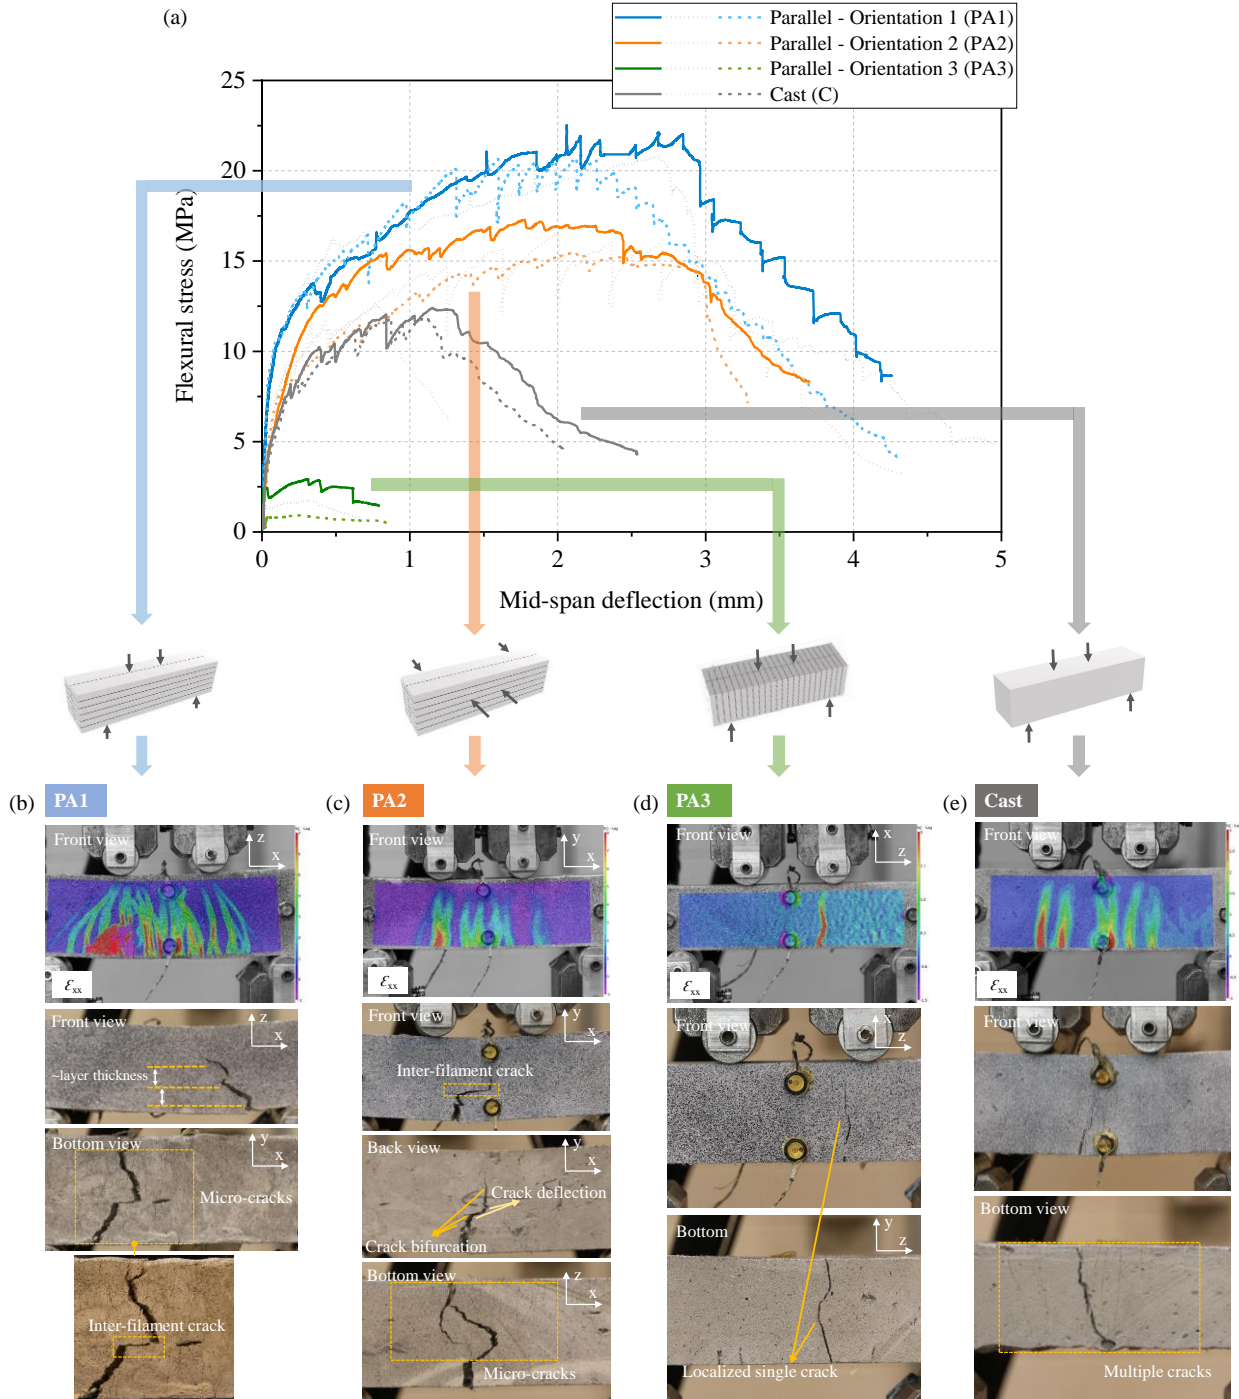 (a)
Parallel - Orientation 1 (PA1)
Parallel - Orientation 2 (PA2)
Parallel - Orientation 3 (PA3)
Cast (C)
25
20
15
10
5
0
Flexural stress (MPa)
0 1 2 3 4 5
Mid-span deflection (mm)
(b) PA1
Front view
z
x
εxx
Front view
z
x
~layer thickness
Bottom view
y
x
Micro-cracks
Inter-filament crack
(c) PA2
Front view
y
x
εxx
Front view
y
x
Inter-filament crack
Back view
y
x
Crack deflection
Crack bifurcation
Bottom view
z
x
Micro-cracks
(d) PA3
Front view
x
z
εxx
Front view
x
z
Bottom
y
z
Localized single crack
(e) Cast
Front view
εxx
Front view
Bottom view
Multiple cracks